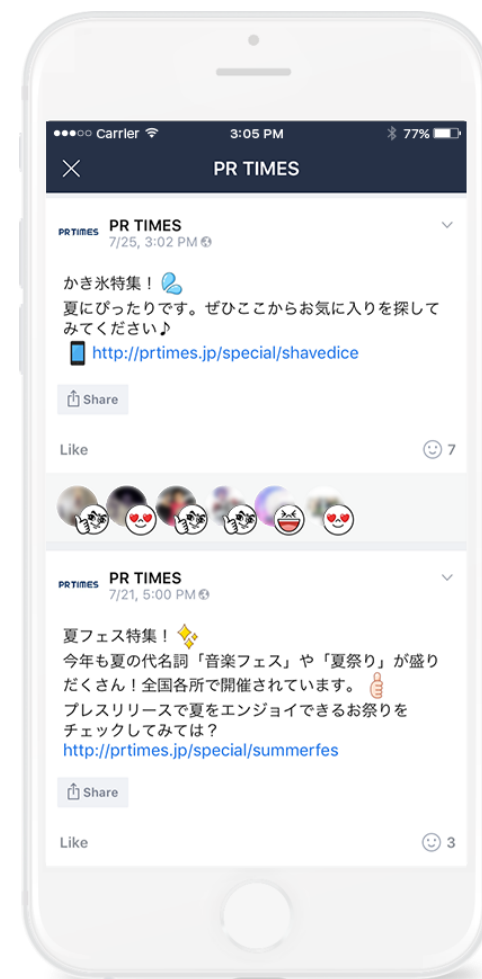 Carrier 3:05 PM 77%
PR TIMES
PRTIMES PR TIMES
7/25, 3:02 PM
かき氷特集！💦
夏にぴったりです。ぜひここからお気に入りを探して
みてください♪
📱 http://prtimes.jp/special/shavedice
Share
Like 7
PRTIMES PR TIMES
7/21, 5:00 PM
夏フェス特集！✨
今年も夏の代名詞「音楽フェス」や「夏祭り」が盛り
だくさん！全国各所で開催されています。👍
プレスリリースで夏をエンジョイできるお祭りを
チェックしてみては？
http://prtimes.jp/special/summerfes
Share
Like 3